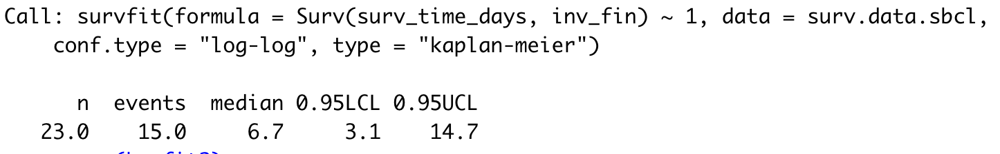 Call: survfit(formula = Surv(surv_time_days, inv_fin) ~ 1, data = surv.data.sbcl,
    conf.type = "log-log", type = "kaplan-meier")
n events median 0.95LCL 0.95UCL
23.0 15.0 6.7 3.1 14.7